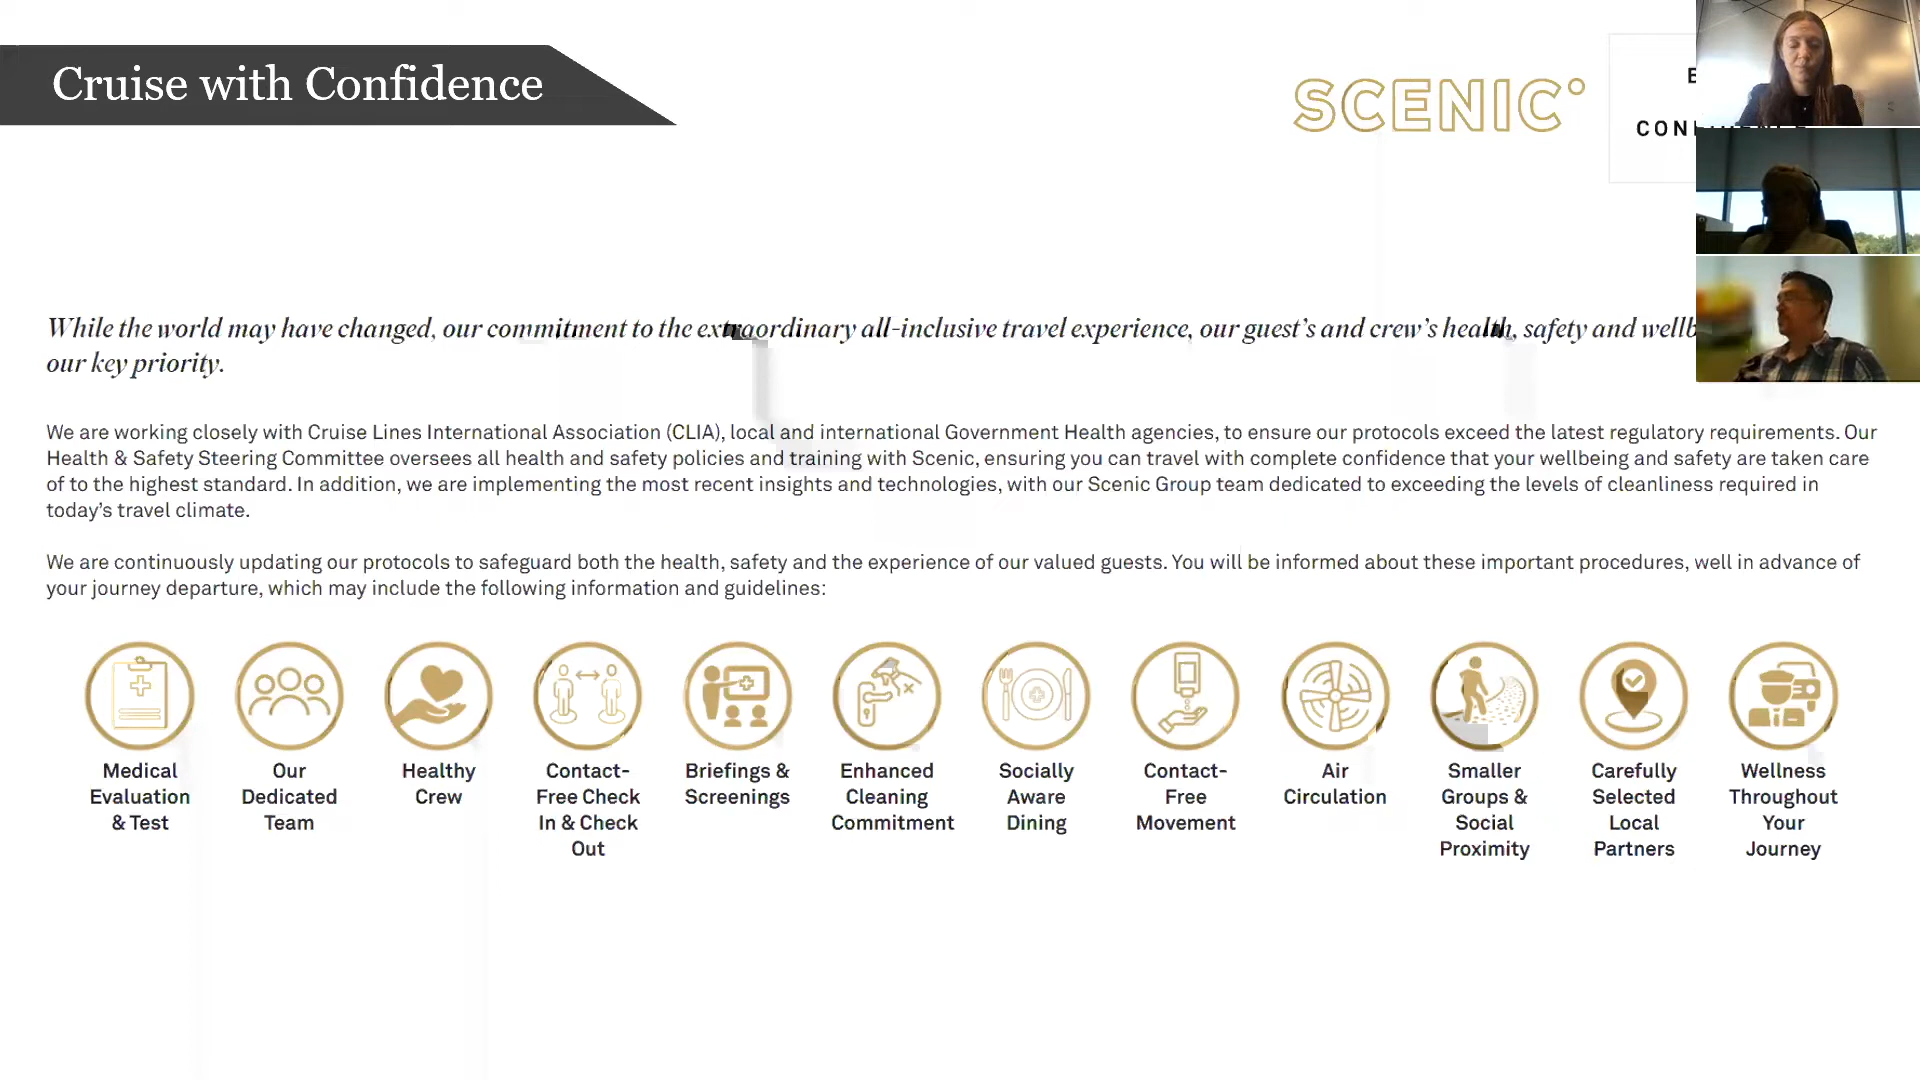 Cruise with Confidence
SCENIC°
While the world may have changed, our commitment to the extraordinary all-inclusive travel experience, our guest's and crew's health, safety and
our key priority.
We are working closely with Cruise Lines International Association (CLIA), local and international Government Health agencies, to ensure our protocols exceed the latest regulatory requirements. Our
Health & Safety Steering Committee oversees all health and safety policies and training with Scenic, ensuring you can travel with complete confidence that your wellbeing and safety are taken care
of to the highest standard. In addition, we are implementing the most recent insights and technologies, with our Scenic Group team dedicated to exceeding the levels of cleanliness required in
today's travel climate.
We are continuously updating our protocols to safeguard both the health, safety and the experience of our valued guests. You will be informed about these important procedures, well in advance of
your journey departure, which may include the following information and guidelines:
Medical
Evaluation
& Test
Our
Dedicated
Team
Healthy
Crew
Contact-
Free Check
In & Check
Out
Briefings &
Screenings
Enhanced
Cleaning
Commitment
Socially
Aware
Dining
Contact-
Free
Movement
Air
Circulation
Smaller
Groups &
Social
Proximity
Carefully
Selected
Local
Partners
Wellness
Throughout
Your
Journey